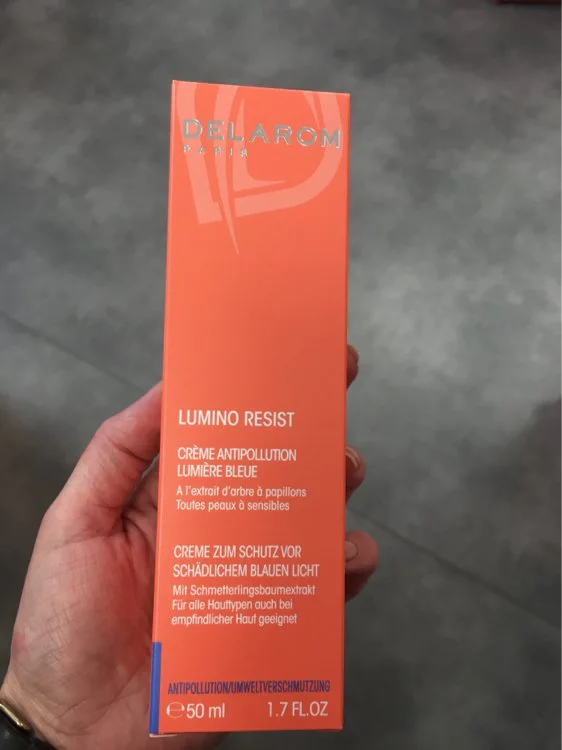 DELAROM
PARIS
LUMINO RESIST
CRÈME ANTIPOLLUTION
LUMIÈRE BLEUE
A l'extrait d'arbre à papillons
Toutes peaux à sensibles
CREME ZUM SCHUTZ VOR
SCHÄDLICHEM BLAUEN LICHT
Mit Schmetterlingsbaumextrakt
Für alle Hauttypen auch bei
empfindlicher Haut geeignet
ANTIPOLLUTION/UMWELTVERSCHMUTZUNG
℮50 ml 1.7 FL.OZ